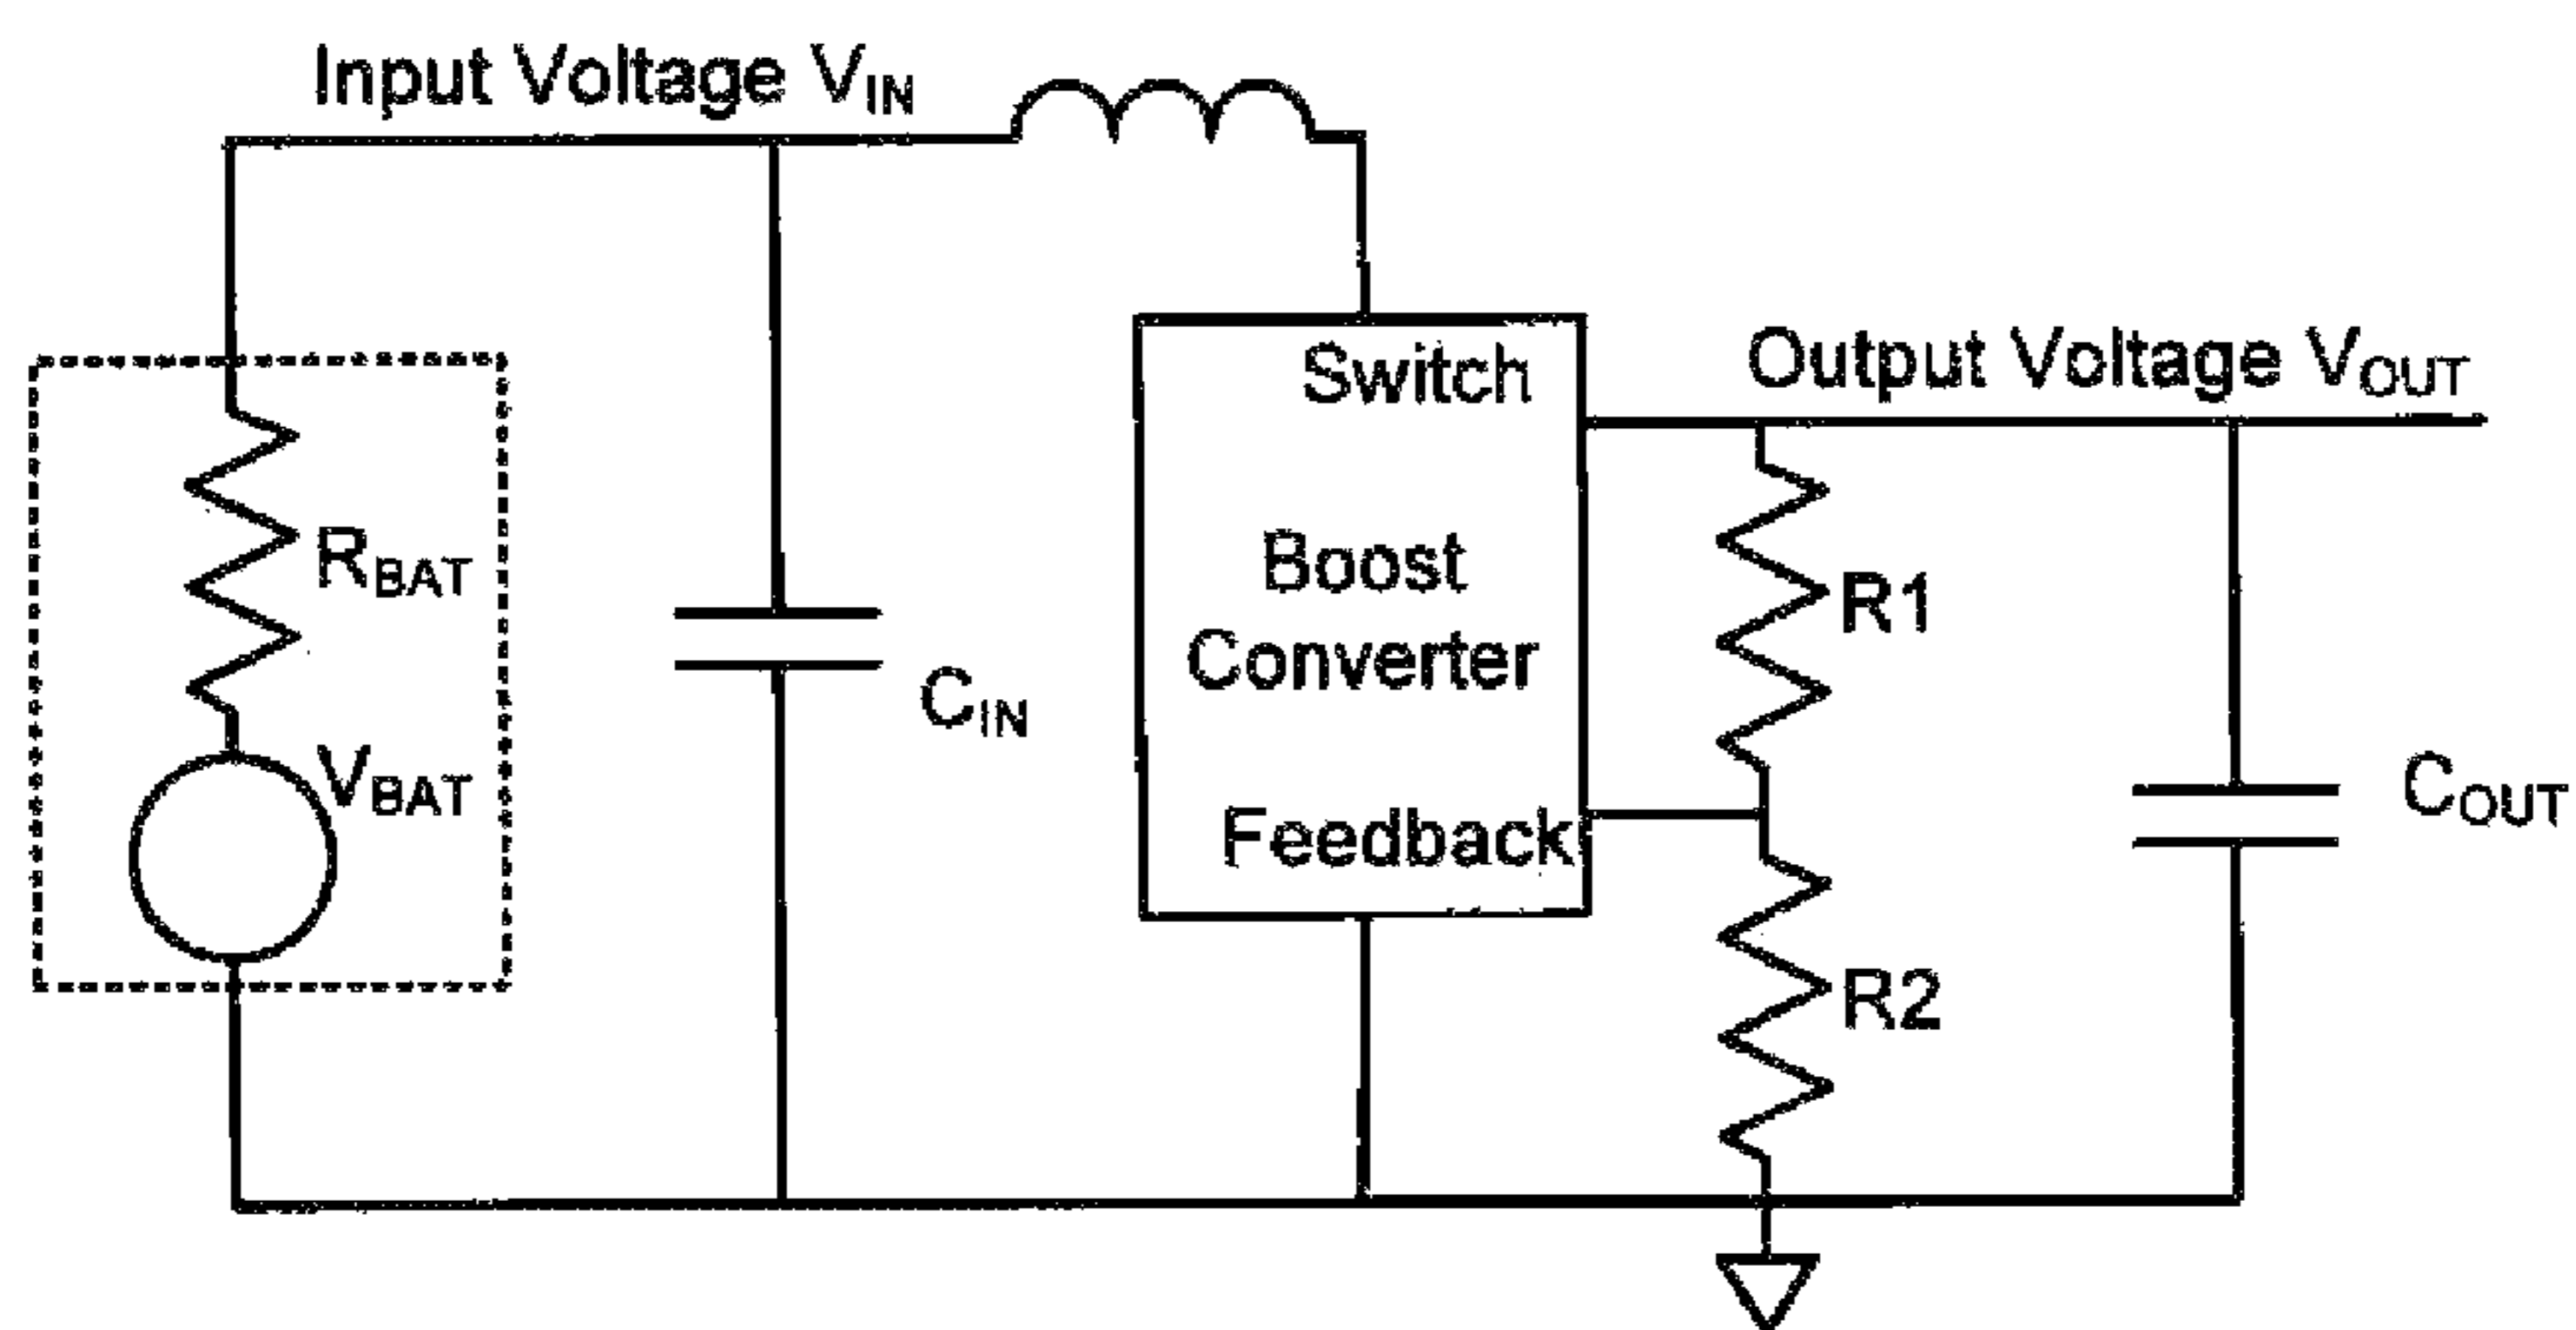 Input Voltage VIN
Switch
Output Voltage VOUT
RBAT
Boost
Converter
R1
CIN
VBAT
Feedback
COUT
R2